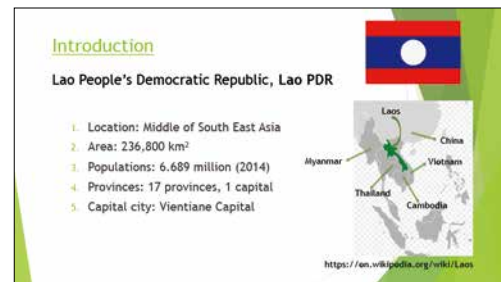 Introduction
Lao People's Democratic Republic, Lao PDR
1. Location: Middle of South East Asia
2. Area: 236,800 km²
3. Populations: 6.689 million (2014)
4. Provinces: 17 provinces, 1 capital
5. Capital city: Vientiane Capital
Laos
China
Myanmar
Vietnam
Thailand
Cambodia
https://en.wikipedia.org/wiki/Laos